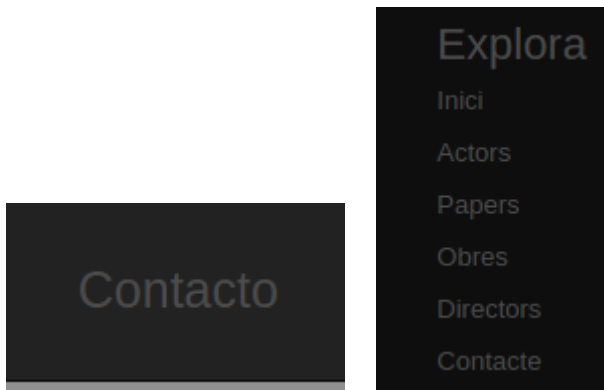 Contacto
Explora
Inici
Actors
Papers
Obres
Directors
Contacte